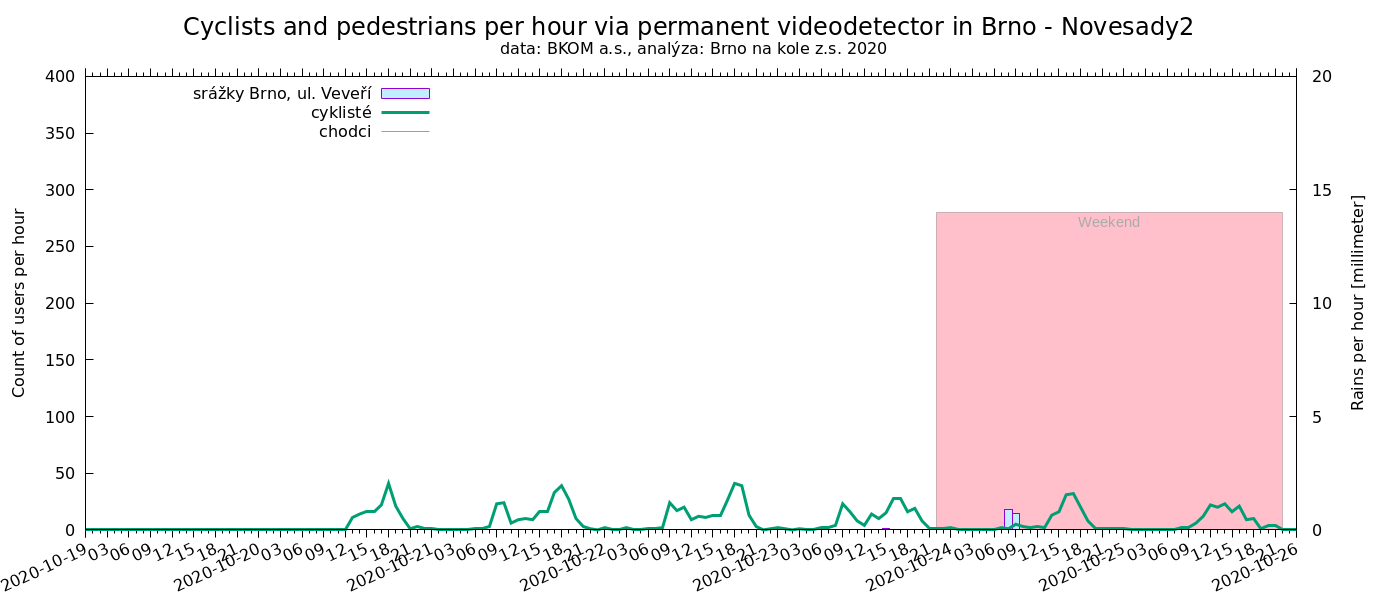 Cyclists and pedestrians per hour via permanent videodetector in Brno - Novesady2
data: BKOM a.s., analýza: Brno na kole z.s. 2020
srážky Brno, ul. Veveří
cyklisté
chodci
Weekend
Count of users per hour
400
350
300
250
200
150
100
50
0
Rains per hour [millimeter]
20
15
10
5
0
2020-10-19 03 06 09 12 15 18 21 2020-10-20 03 06 09 12 15 18 21 2020-10-21 03 06 09 12 15 18 21 2020-10-22 03 06 09 12 15 18 21 2020-10-23 03 06 09 12 15 18 21 2020-10-24 03 06 09 12 15 18 21 2020-10-25 03 06 09 12 15 18 21 2020-10-26